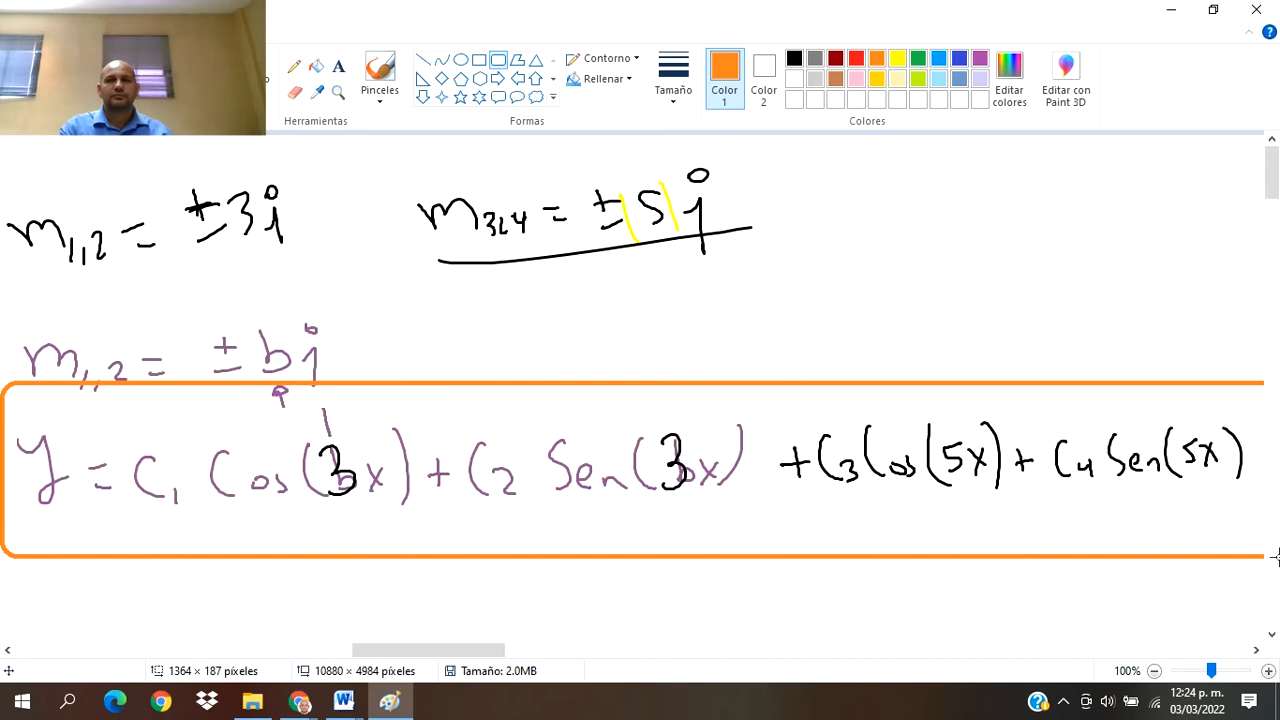 Contorno
Rellenar
Pinceles
Tamaño
Color
1
Color
2
Editar
colores
Editar con
Paint 3D
Herramientas
Formas
Colores
m1,2 = ±3i
m3,4 = ±5i
m1,2 = ±bi
y = C1 Cos(3x) + C2 Sen(3x) + C3 Cos(5x) + C4 Sen(5x)
1364 × 187 píxeles
10880 × 4984 píxeles
Tamaño: 2.0MB
100%
12:24 p. m.
03/03/2022